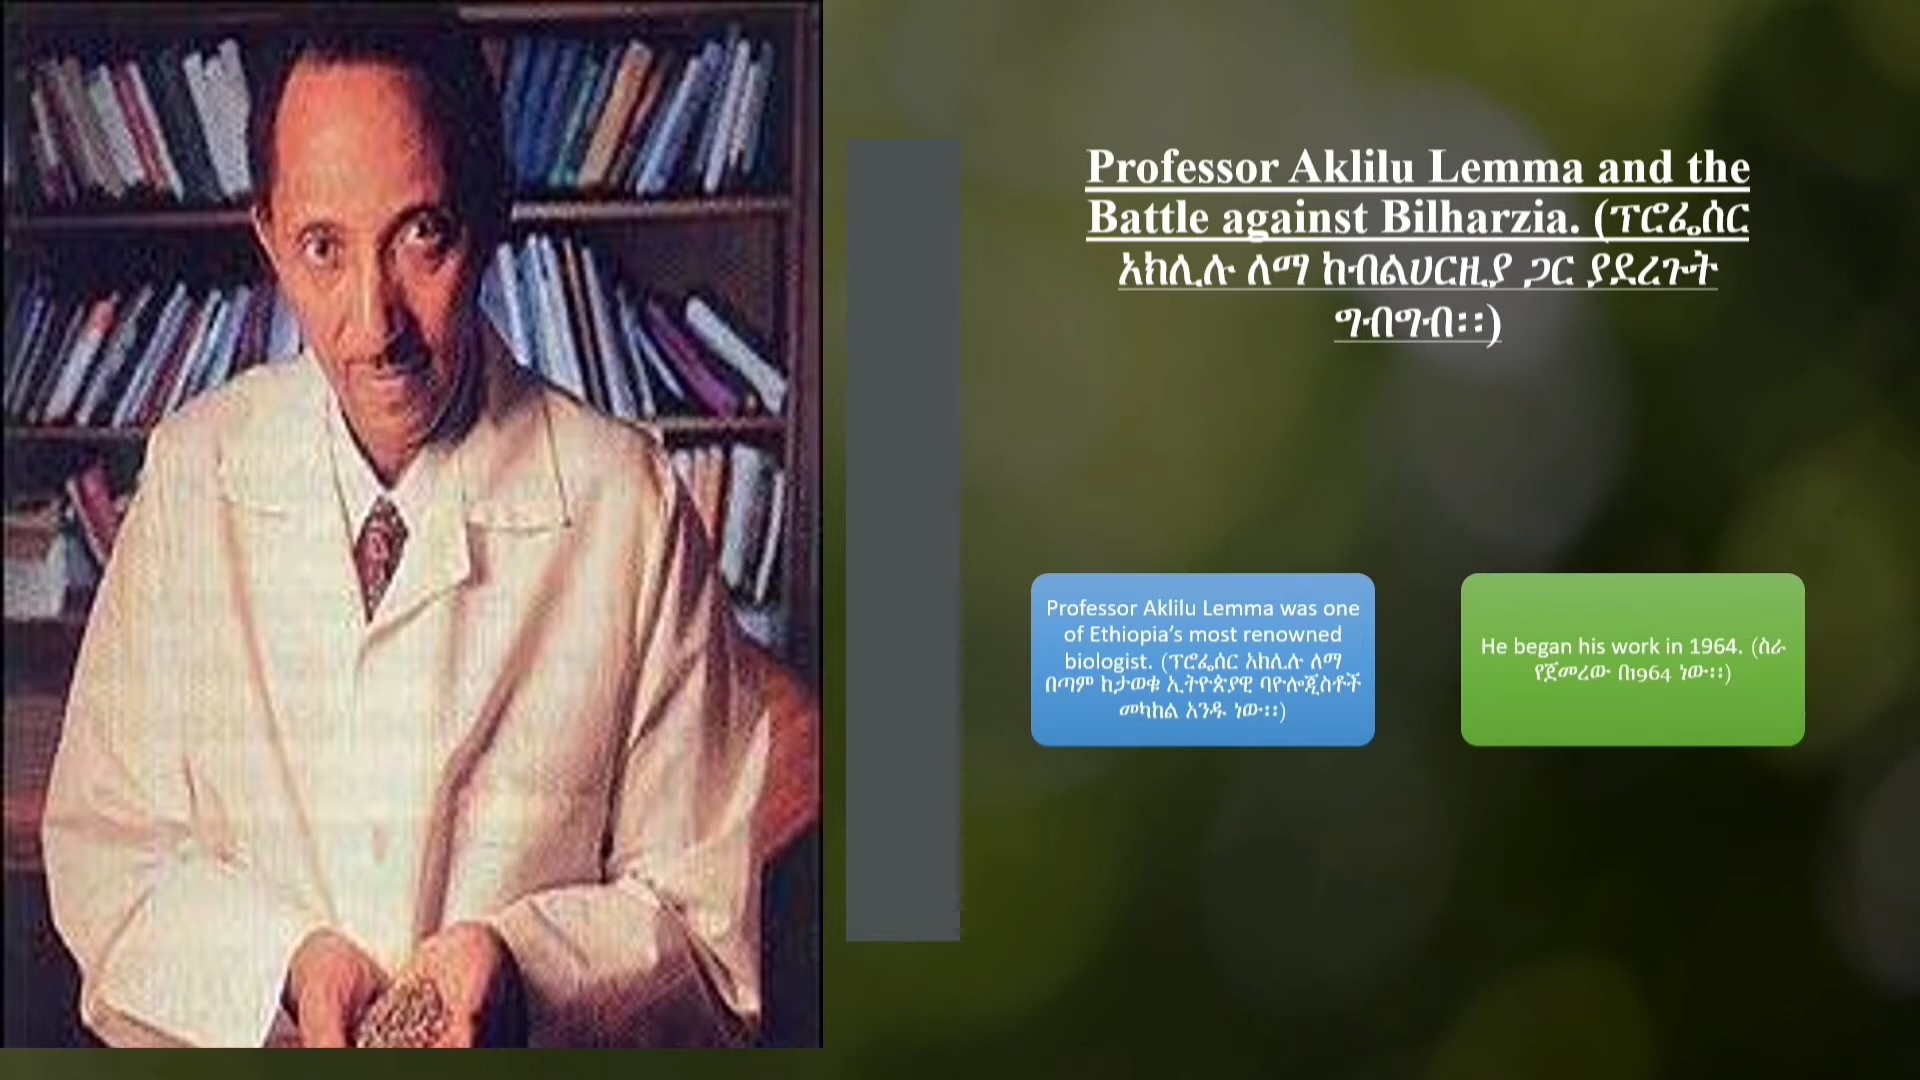 Professor Aklilu Lemma and the
Battle against Bilharzia. (ፕሮፌሰር
አክሊሉ ለማ ከብልሀርዚያ ጋር ያደረጉት
ግብግብ፡፡)
Professor Aklilu Lemma was one
of Ethiopia’s most renowned
biologist. (ፕሮፌሰር አክሊሉ ለማ
በጣም ከታወቁ ኢትዮጵያዊ ባዮሎጂስቶች
መካከል አንዱ ነው፡፡)
He began his work in 1964. (ስራ
የጀመረው በ1964 ነው፡፡)